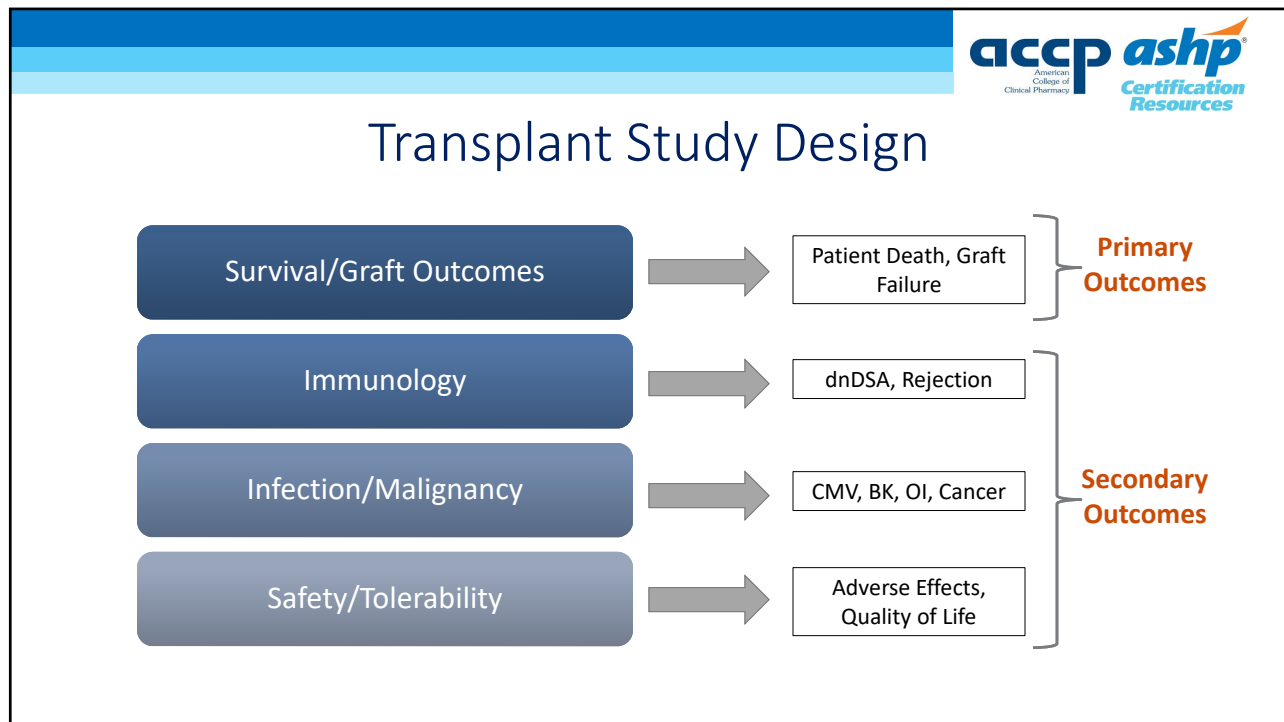 accp
American
College of
Clinical Pharmacy
ashp®
Certification
Resources
Transplant Study Design
Survival/Graft Outcomes
Patient Death, Graft
Failure
Primary
Outcomes
Immunology
dnDSA, Rejection
Infection/Malignancy
CMV, BK, OI, Cancer
Secondary
Outcomes
Safety/Tolerability
Adverse Effects,
Quality of Life